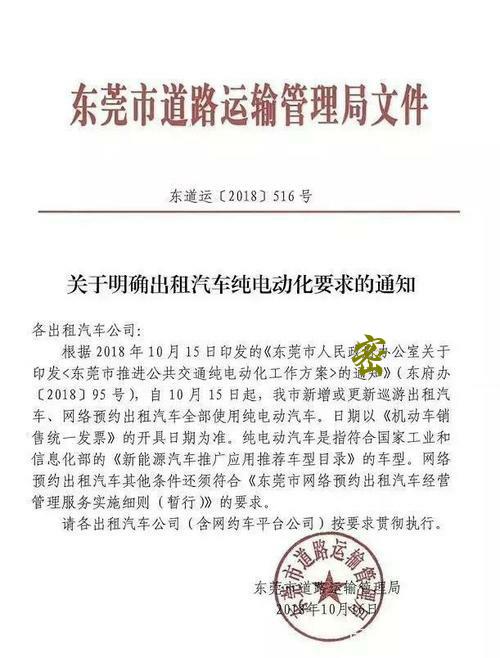 东莞市道路运输管理局文件
东道运〔2018〕516号
关于明确出租汽车纯电动化要求的通知
各出租汽车公司:
根据2018年10月15日印发的《东莞市人民政 办公室关于
印发<东莞市推进公共交通纯电动化工作方案>的通知》(东府办
密
〔2018〕95号),自10月15日起,我市新增或更新巡游出租汽
车、网络预约出租汽车全部使用纯电动汽车。日期以《机动车销
售统一发票》的开具日期为准。纯电动汽车是指符合国家工业和
信息化部的《新能源汽车推广应用推荐车型目录》的车型。网络
预约出租汽车其他条件还须符合《东莞市网络预约出租汽车经营
管理服务实施细则(暂行)》的要求。
请各出租汽车公司(含网约车平台公司)按要求贯彻执行。
东莞市道路运输管理局
2018年10月16日
东莞市道路运输管理局